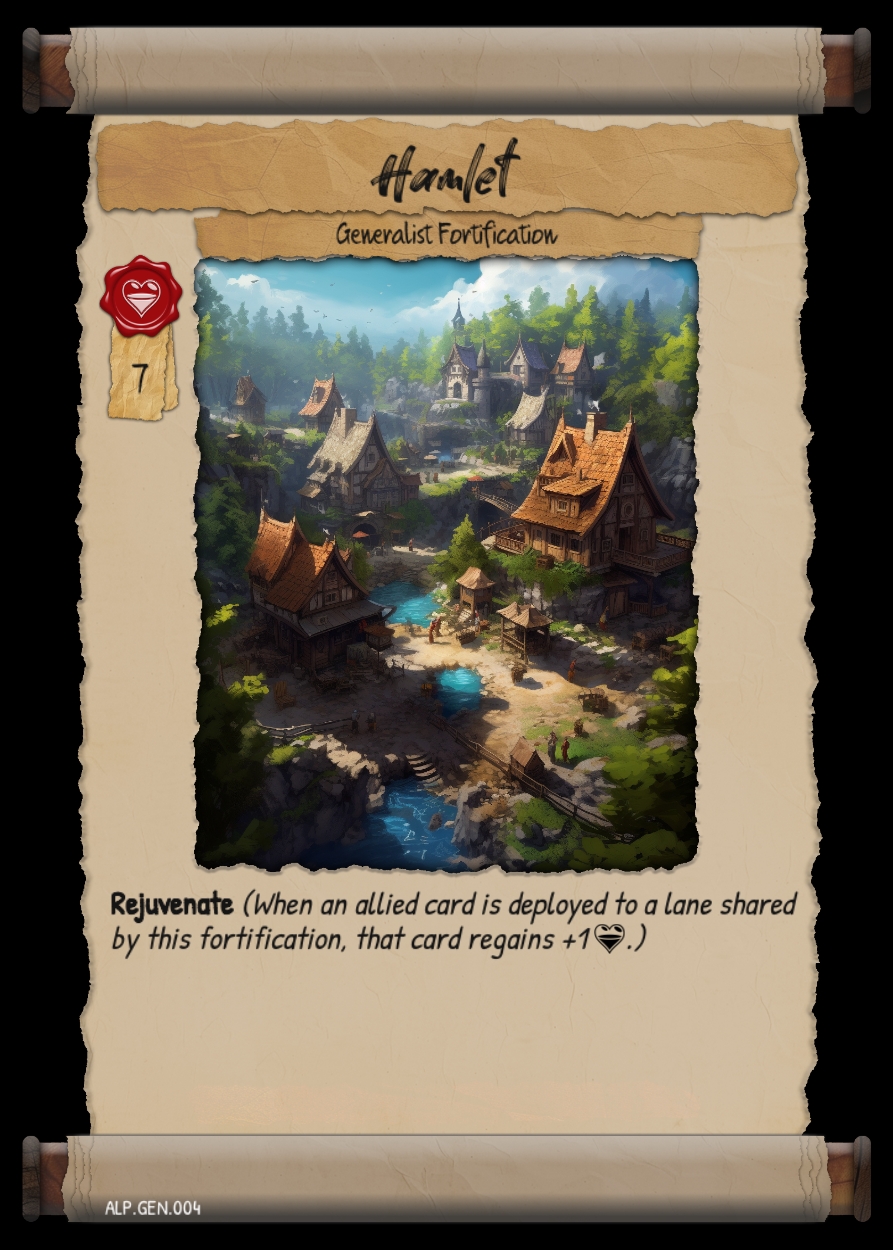 Hamlet
Generalist Fortification
7
Rejuvenate (When an allied card is deployed to a lane shared
by this fortification, that card regains +1.)
ALP.GEN.004